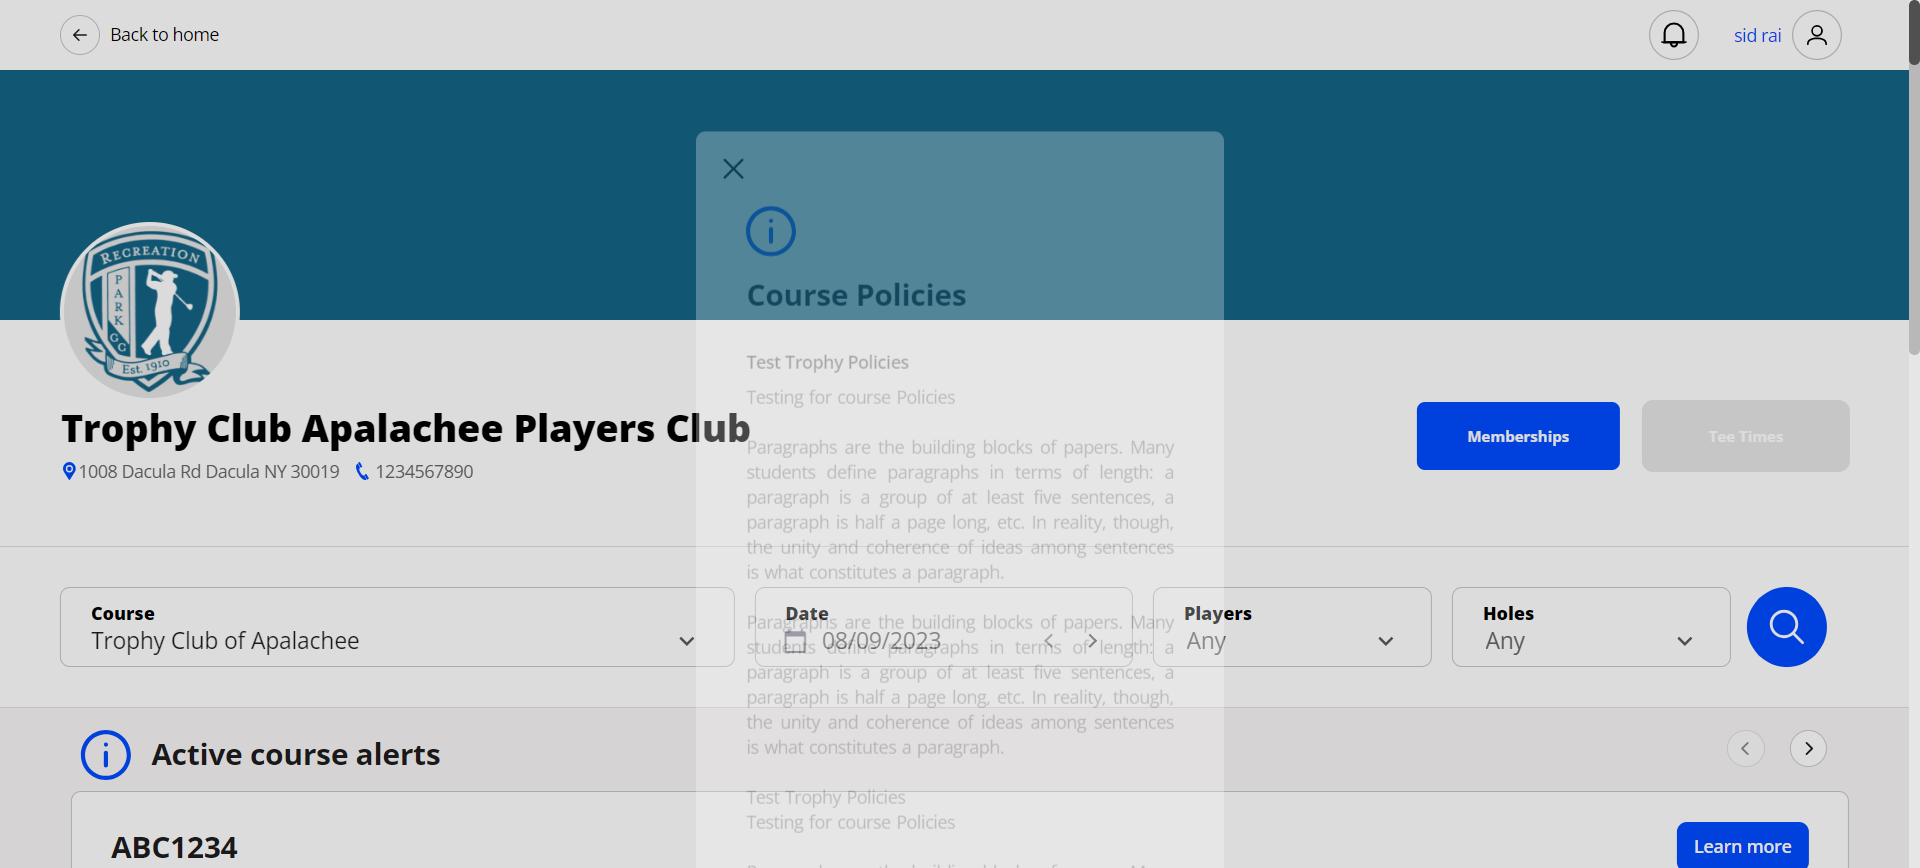 Back to home
sid rai
RECREATION
PARK GC
Est. 1910
Trophy Club Apalachee Players Club
1008 Dacula Rd Dacula NY 30019 1234567890
Memberships
Tee Times
Course
Trophy Club of Apalachee
Date
08/09/2023
Players
Any
Holes
Any
Active course alerts
ABC1234
Learn more
Course Policies
Test Trophy Policies
Testing for course Policies
Paragraphs are the building blocks of papers. Many
students define paragraphs in terms of length: a
paragraph is a group of at least five sentences, a
paragraph is half a page long, etc. In reality, though,
the unity and coherence of ideas among sentences
is what constitutes a paragraph.
Paragraphs are the building blocks of papers. Many
students define paragraphs in terms of length: a
paragraph is a group of at least five sentences, a
paragraph is half a page long, etc. In reality, though,
the unity and coherence of ideas among sentences
is what constitutes a paragraph.
Test Trophy Policies
Testing for course Policies